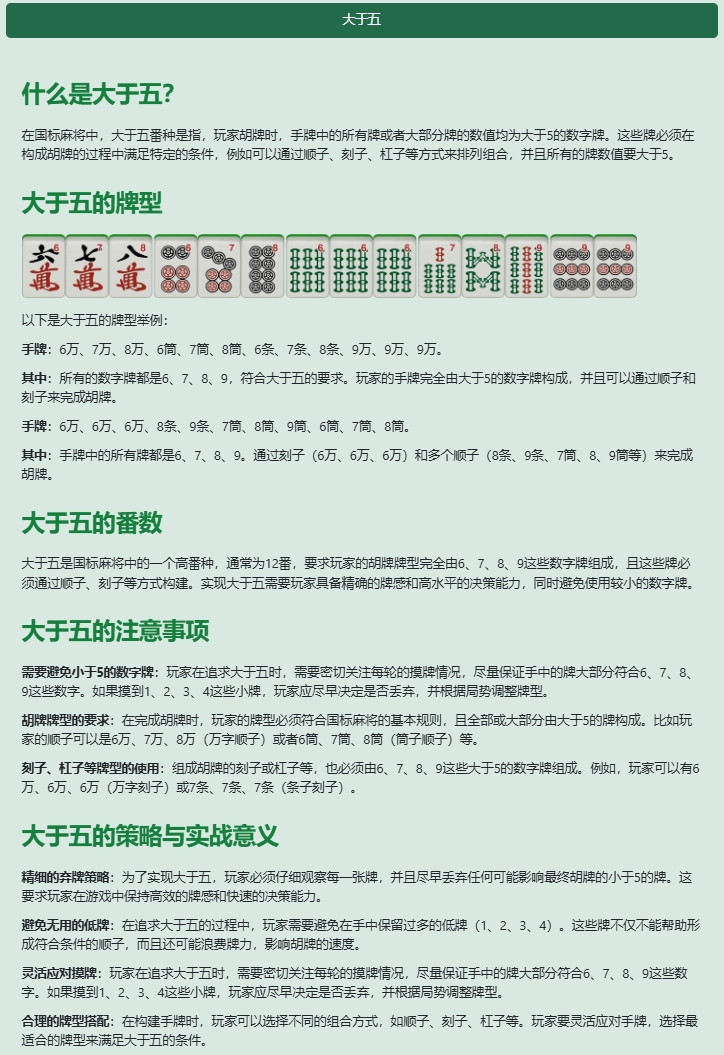 大于五
什么是大于五？
在国标麻将中，大于五番种是指，玩家胡牌时，手牌中的所有牌或者大部分牌的数值均为大于5的数字牌。这些牌必须在
构成胡牌的过程中满足特定的条件，例如可以通过顺子、刻子、杠子等方式来排列组合，并且所有的牌数值要大于5。
大于五的牌型
6 7 8 6 7 8 6 6 6 7 8 9 9 9
六萬 七萬 八萬
以下是大于五的牌型举例：
手牌：6万、7万、8万、6筒、7筒、8筒、6条、7条、8条、9万、9万、9万。
其中：所有的数字牌都是6、7、8、9，符合大于五的要求。玩家的手牌完全由大于5的数字牌构成，并且可以通过顺子和
刻子来完成胡牌。
手牌：6万、6万、6万、8条、9条、7筒、8筒、9筒、6筒、7筒、8筒。
其中：手牌中的所有牌都是6、7、8、9。通过刻子（6万、6万、6万）和多个顺子（8条、9条、7筒、8、9筒等）来完成
胡牌。
大于五的番数
大于五是国标麻将中的一个高番种，通常为12番，要求玩家的胡牌牌型完全由6、7、8、9这些数字牌组成，且这些牌必
须通过顺子、刻子等方式构建。实现大于五需要玩家具备精确的牌感和高水平的决策能力，同时避免使用较小的数字牌。
大于五的注意事项
需要避免小于5的数字牌：玩家在追求大于五时，需要密切关注每轮的摸牌情况，尽量保证手中的牌大部分符合6、7、8、
9这些数字。如果摸到1、2、3、4这些小牌，玩家应尽早决定是否丢弃，并根据局势调整牌型。
胡牌牌型的要求：在完成胡牌时，玩家的牌型必须符合国标麻将的基本规则，且全部或大部分由大于5的牌构成。比如玩
家的顺子可以是6万、7万、8万（万字顺子）或者6筒、7筒、8筒（筒子顺子）等。
刻子、杠子等牌型的使用：组成胡牌的刻子或杠子等，也必须由6、7、8、9这些大于5的数字牌组成。例如，玩家可以有6
万、6万、6万（万字刻子）或7条、7条、7条（条子刻子）。
大于五的策略与实战意义
精细的弃牌策略：为了实现大于五，玩家必须仔细观察每一张牌，并且尽早丢弃任何可能影响最终胡牌的小于5的牌。这
要求玩家在游戏中保持高效的牌感和快速的决策能力。
避免无用的低牌：在追求大于五的过程中，玩家需要避免在手中保留过多的低牌（1、2、3、4）。这些牌不仅不能帮助形
成符合条件的顺子，而且还可能浪费牌力，影响胡牌的速度。
灵活应对摸牌：玩家在追求大于五时，需要密切关注每轮的摸牌情况，尽量保证手中的牌大部分符合6、7、8、9这些数
字。如果摸到1、2、3、4这些小牌，玩家应尽早决定是否丢弃，并根据局势调整牌型。
合理的牌型搭配：在构建手牌时，玩家可以选择不同的组合方式，如顺子、刻子、杠子等。玩家要灵活应对手牌，选择最
适合的牌型来满足大于五的条件。